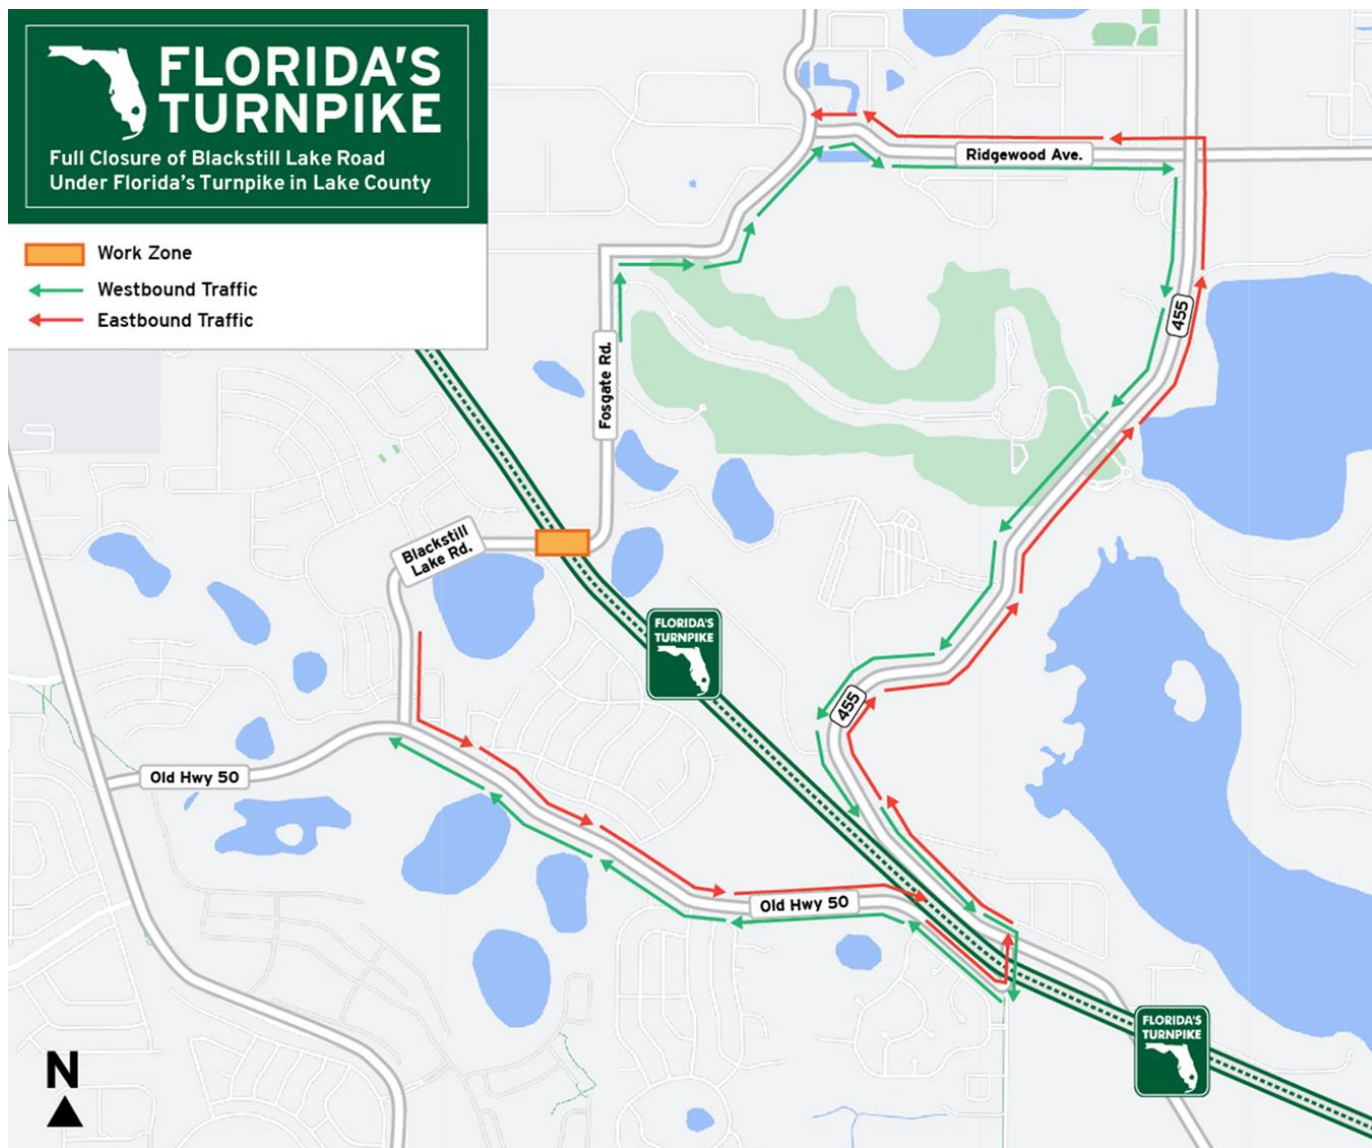 FLORIDA'S
TURNPIKE
Full Closure of Blackstill Lake Road
Under Florida's Turnpike in Lake County
Work Zone
Westbound Traffic
Eastbound Traffic
Ridgewood Ave.
455
Fosgate Rd.
Blackstill
Lake Rd.
FLORIDA'S
TURNPIKE
455
Old Hwy 50
Old Hwy 50
FLORIDA'S
TURNPIKE
N